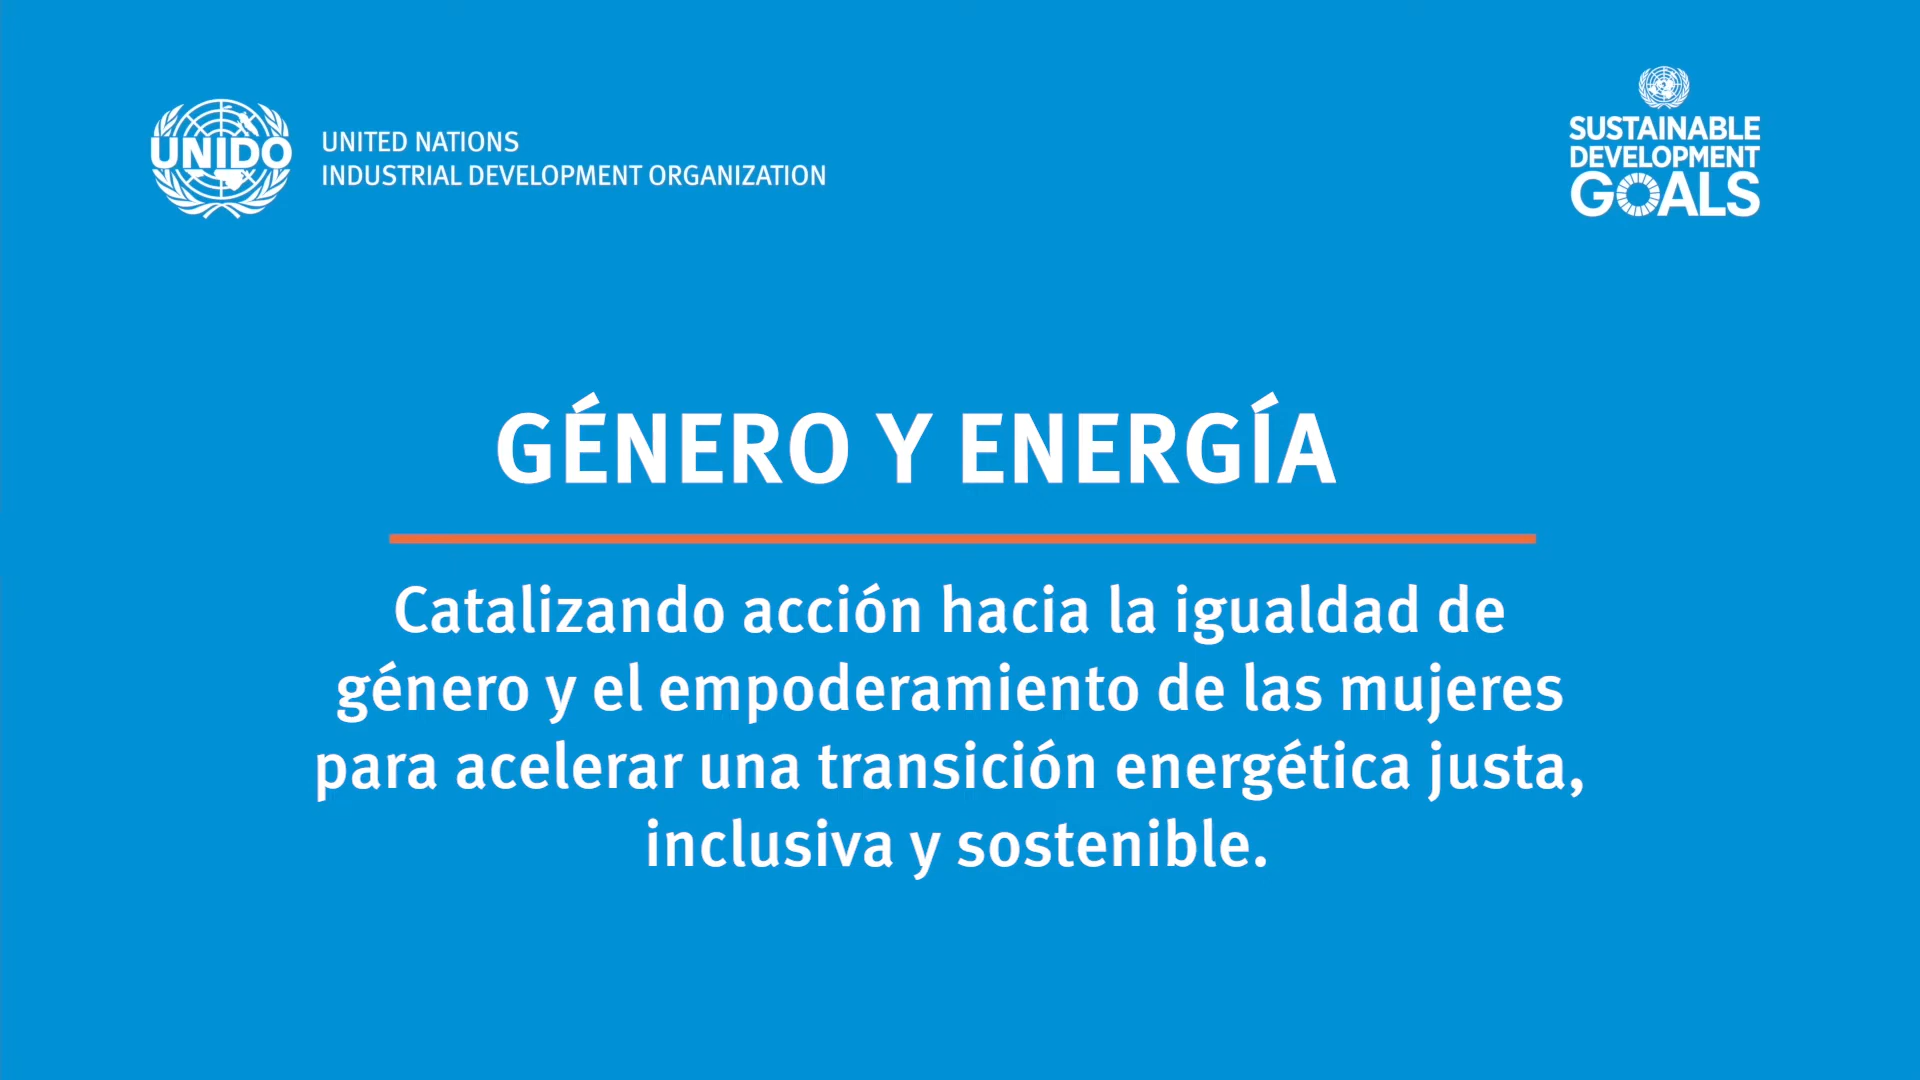 UNIDO
UNITED NATIONS
INDUSTRIAL DEVELOPMENT ORGANIZATION
SUSTAINABLE
DEVELOPMENT
GOALS
GÉNERO Y ENERGÍA
Catalizando acción hacia la igualdad de
género y el empoderamiento de las mujeres
para acelerar una transición energética justa,
inclusiva y sostenible.